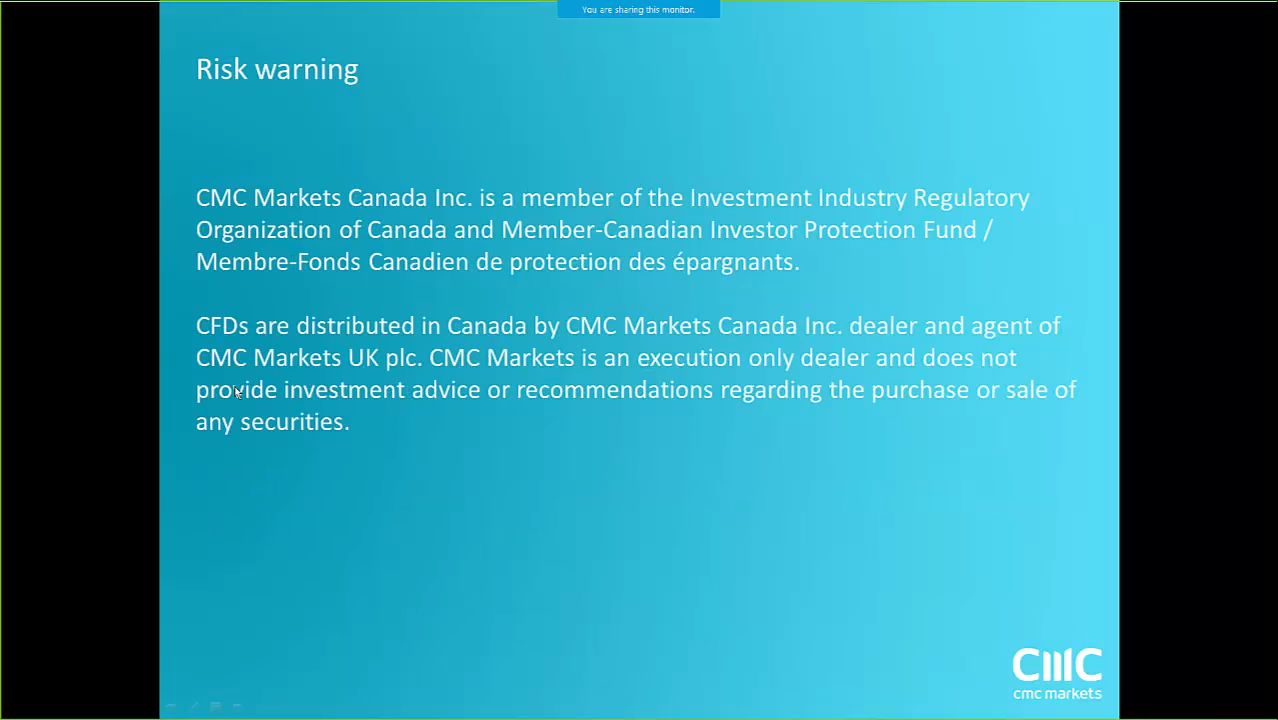 You are sharing this monitor.
Risk warning
CMC Markets Canada Inc. is a member of the Investment Industry Regulatory
Organization of Canada and Member-Canadian Investor Protection Fund /
Membre-Fonds Canadien de protection des épargnants.
CFDs are distributed in Canada by CMC Markets Canada Inc. dealer and agent of
CMC Markets UK plc. CMC Markets is an execution only dealer and does not
provide investment advice or recommendations regarding the purchase or sale of
any securities.
CMC
cmc markets